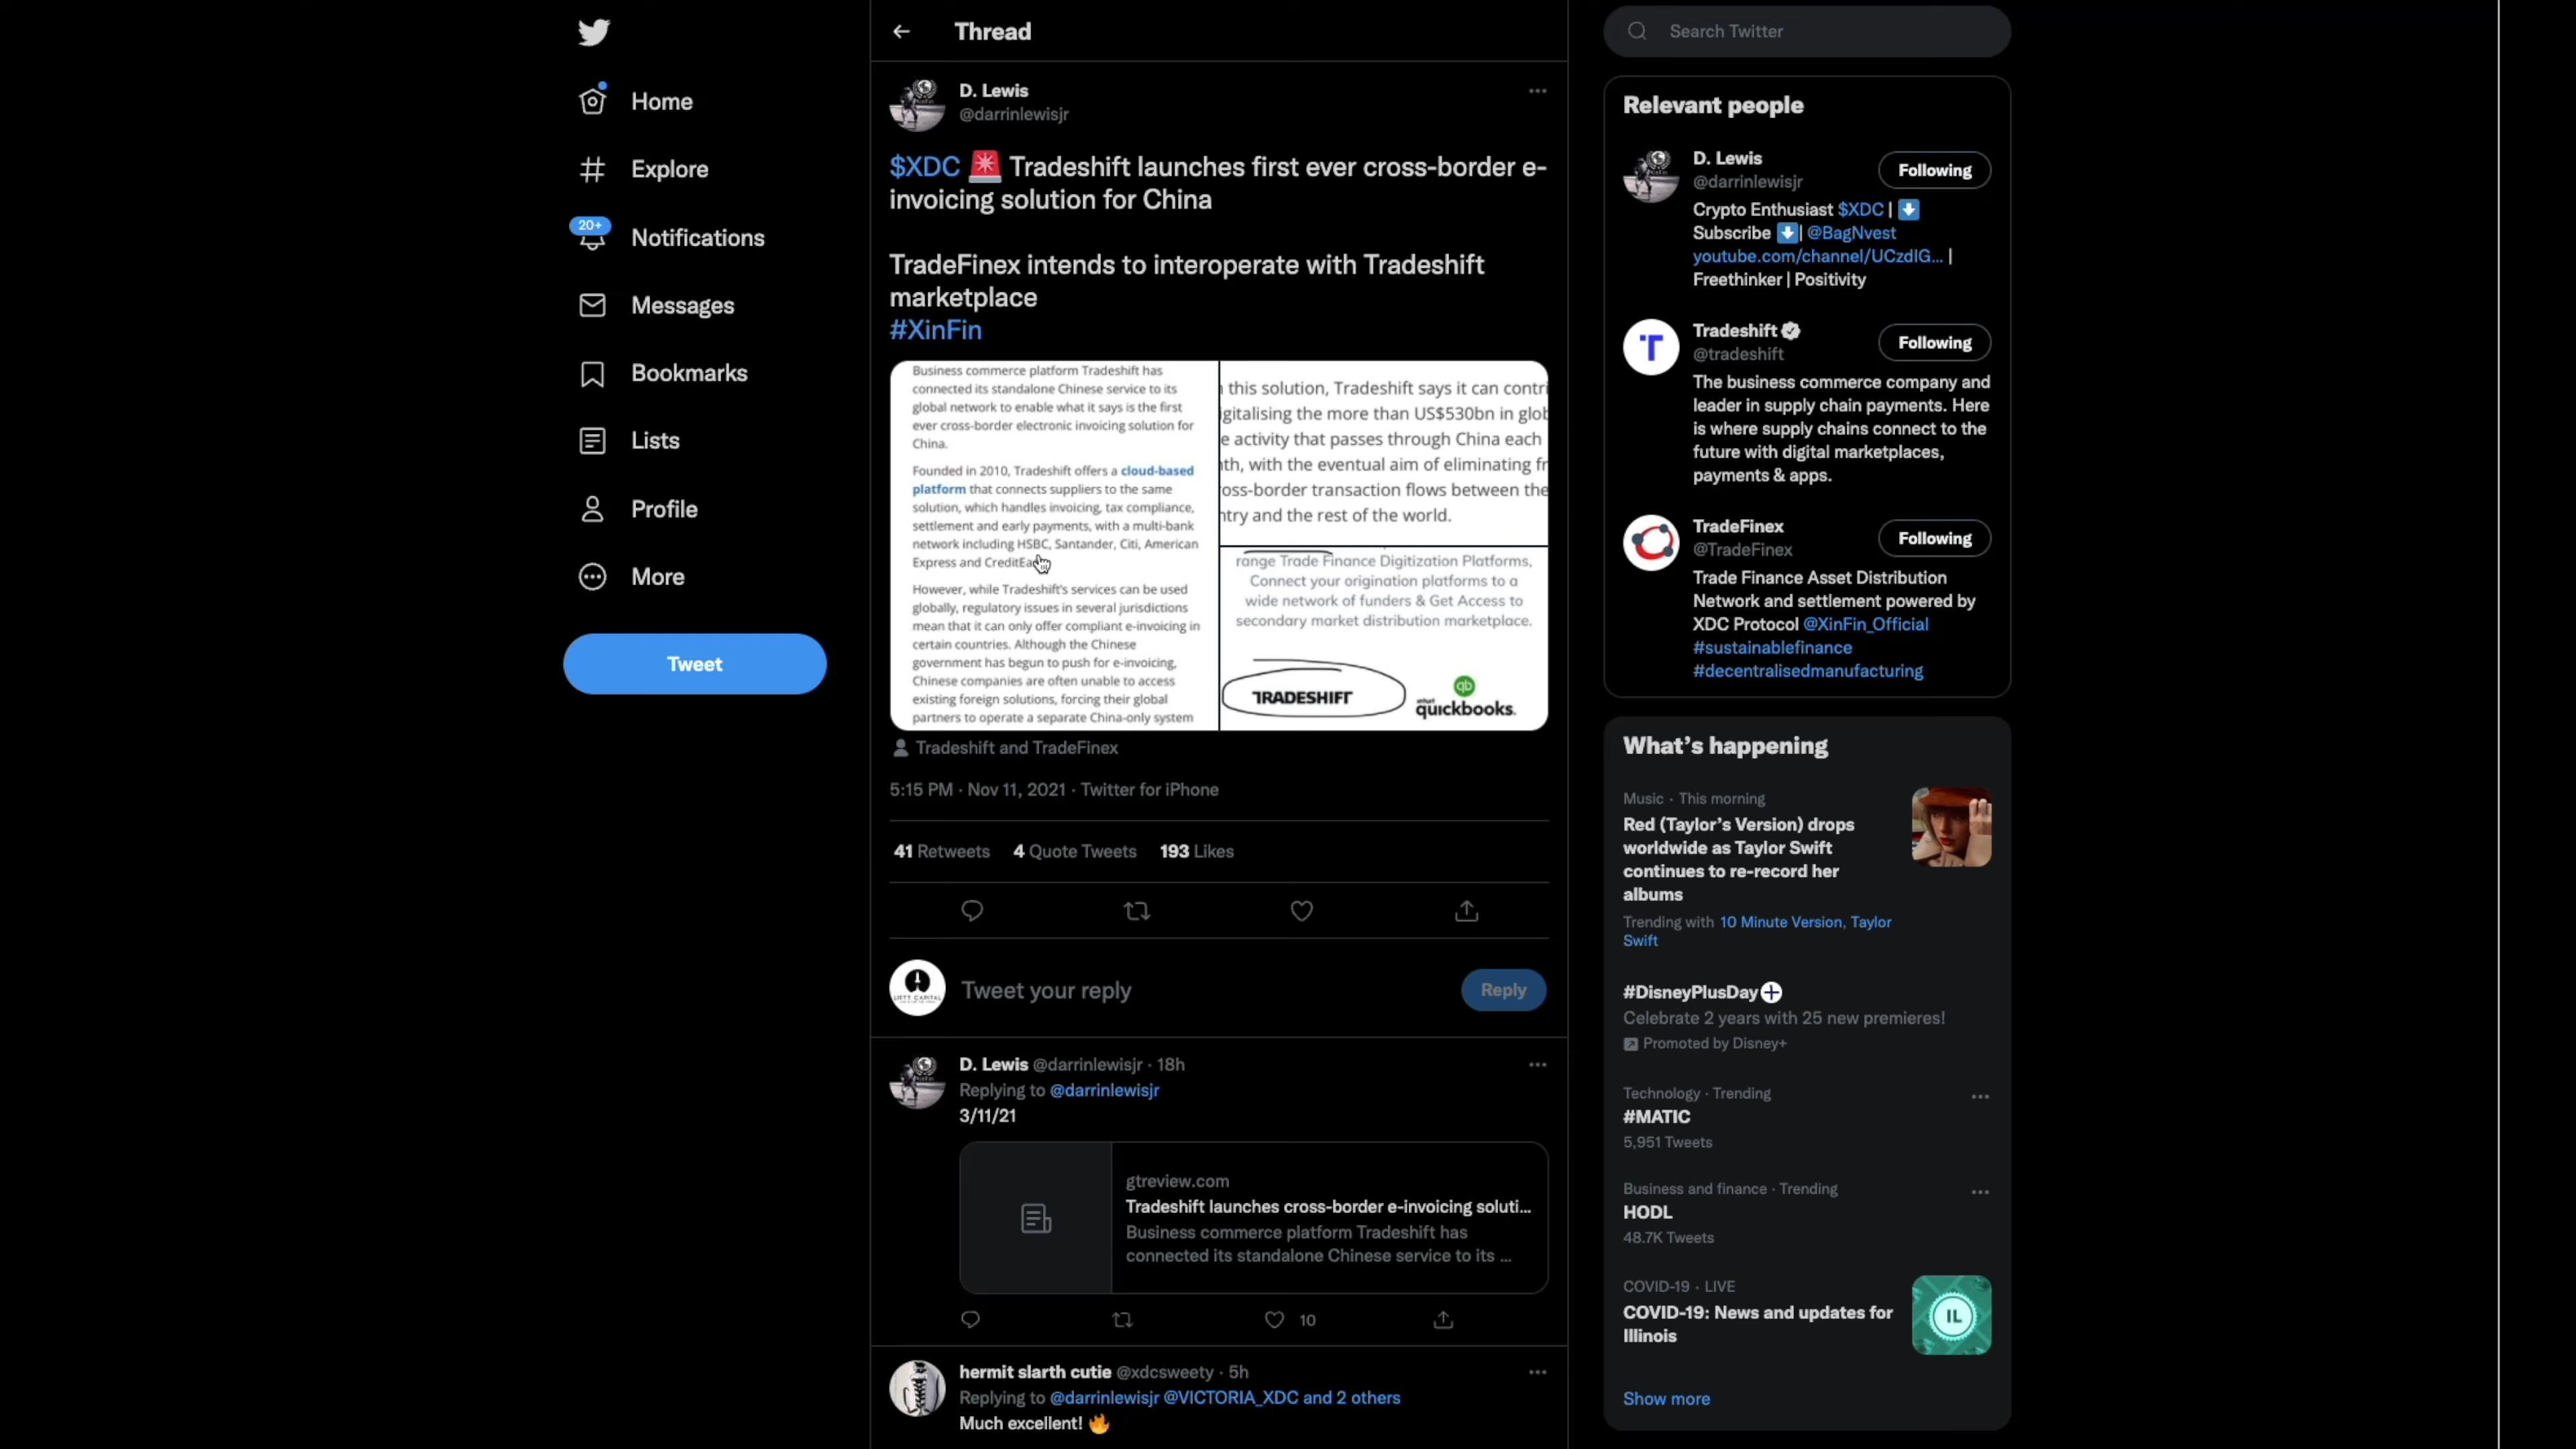 Home
Explore
20+
Notifications
Messages
Bookmarks
Lists
Profile
More
Tweet
Thread
D. Lewis
@darrinlewisjr
$XDC 🚨 Tradeshift launches first ever cross-border e-
invoicing solution for China
TradeFinex intends to interoperate with Tradeshift
marketplace
#XinFin
Business commerce platform Tradeshift has
connected its standalone Chinese service to its
global network to enable what it says is the first
ever cross-border electronic invoicing solution for
China.
Founded in 2010, Tradeshift offers a cloud-based
platform that connects suppliers to the same
solution, which handles invoicing, tax compliance,
settlement and early payments, with a multi-bank
network including HSBC, Santander, Citi, American
Express and
However, while Tradeshift's services can be used
globally, regulatory issues in several jurisdictions
mean that it can only offer compliant e-invoicing in
certain countries. Although the Chinese
government has begun to push for e-invoicing,
Chinese companies are often unable to access
existing foreign solutions, forcing their global
partners to operate a separate China-only system
this solution, Tradeshift says it can contri
igitalising the more than US$530bn in glob
e activity that passes through China each
th, with the eventual aim of eliminating fr
oss-border transaction flows between the
ntry and the rest of the world.
range Trade Finance Digitization Platforms,
Connect your origination platforms to a
wide network of funders & Get Access to
secondary market distribution marketplace.
TRADESHIFT
qb
intuit
quickbooks.
Tradeshift and TradeFinex
5:15 PM · Nov 11, 2021 · Twitter for iPhone
41 Retweets 4 Quote Tweets 193 Likes
Tweet your reply
Reply
D. Lewis @darrinlewisjr · 18h
Replying to @darrinlewisjr
3/11/21
gtreview.com
Tradeshift launches cross-border e-invoicing soluti...
Business commerce platform Tradeshift has
connected its standalone Chinese service to its ...
10
hermit slarth cutie @xdcsweety · 5h
Replying to @darrinlewisjr @VICTORIA_XDC and 2 others
Much excellent! 🔥
Search Twitter
Relevant people
D. Lewis
@darrinlewisjr
Following
Crypto Enthusiast $XDC | ⬇️
Subscribe ⬇️| @BagNvest
youtube.com/channel/UCzdIG... |
Freethinker | Positivity
Tradeshift
@tradeshift
Following
The business commerce company and
leader in supply chain payments. Here
is where supply chains connect to the
future with digital marketplaces,
payments & apps.
TradeFinex
@TradeFinex
Following
Trade Finance Asset Distribution
Network and settlement powered by
XDC Protocol @XinFin_Official
#sustainablefinance
#decentralisedmanufacturing
What's happening
Music · This morning
Red (Taylor's Version) drops
worldwide as Taylor Swift
continues to re-record her
albums
Trending with 10 Minute Version, Taylor
Swift
#DisneyPlusDay
Celebrate 2 years with 25 new premieres!
Promoted by Disney+
Technology · Trending
#MATIC
5,951 Tweets
Business and finance · Trending
HODL
48.7K Tweets
COVID-19 · LIVE
COVID-19: News and updates for
Illinois
IL
Show more